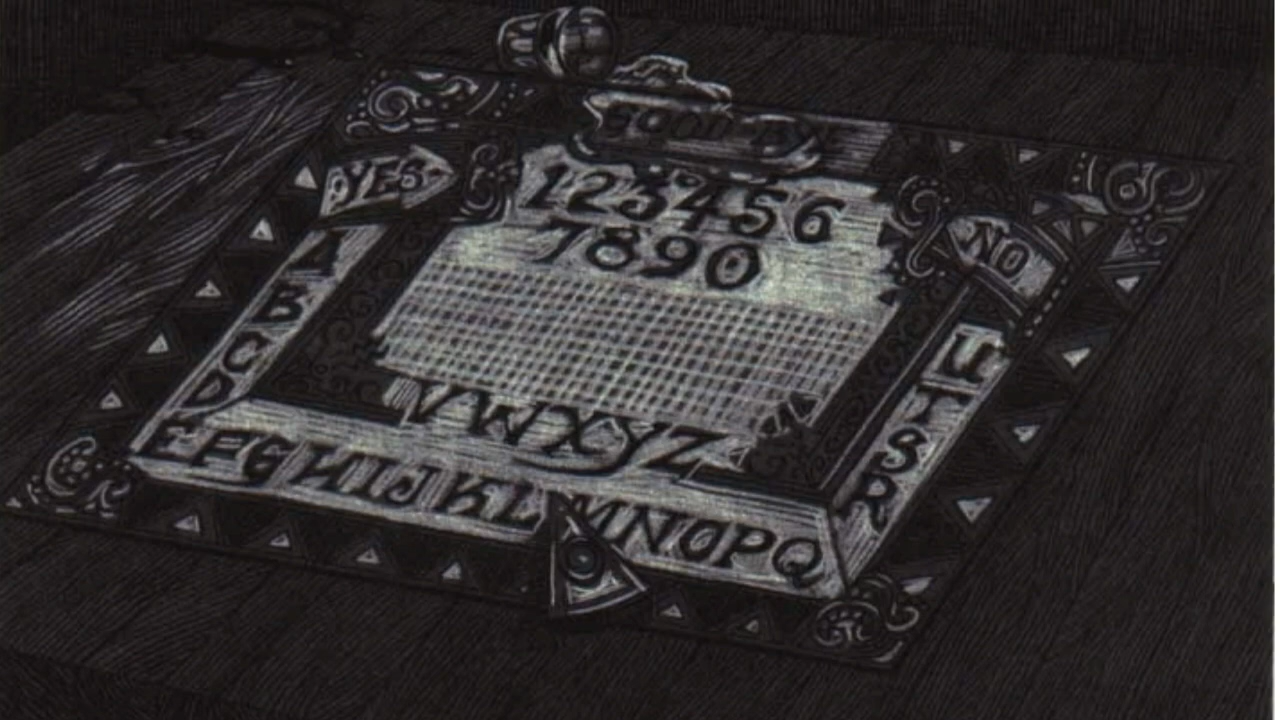 GOOD BYE
YES
123456
NO
7890
A
B
C
D
U
T
S
R
VWXYZ
EFGHIJKLMNOPQ